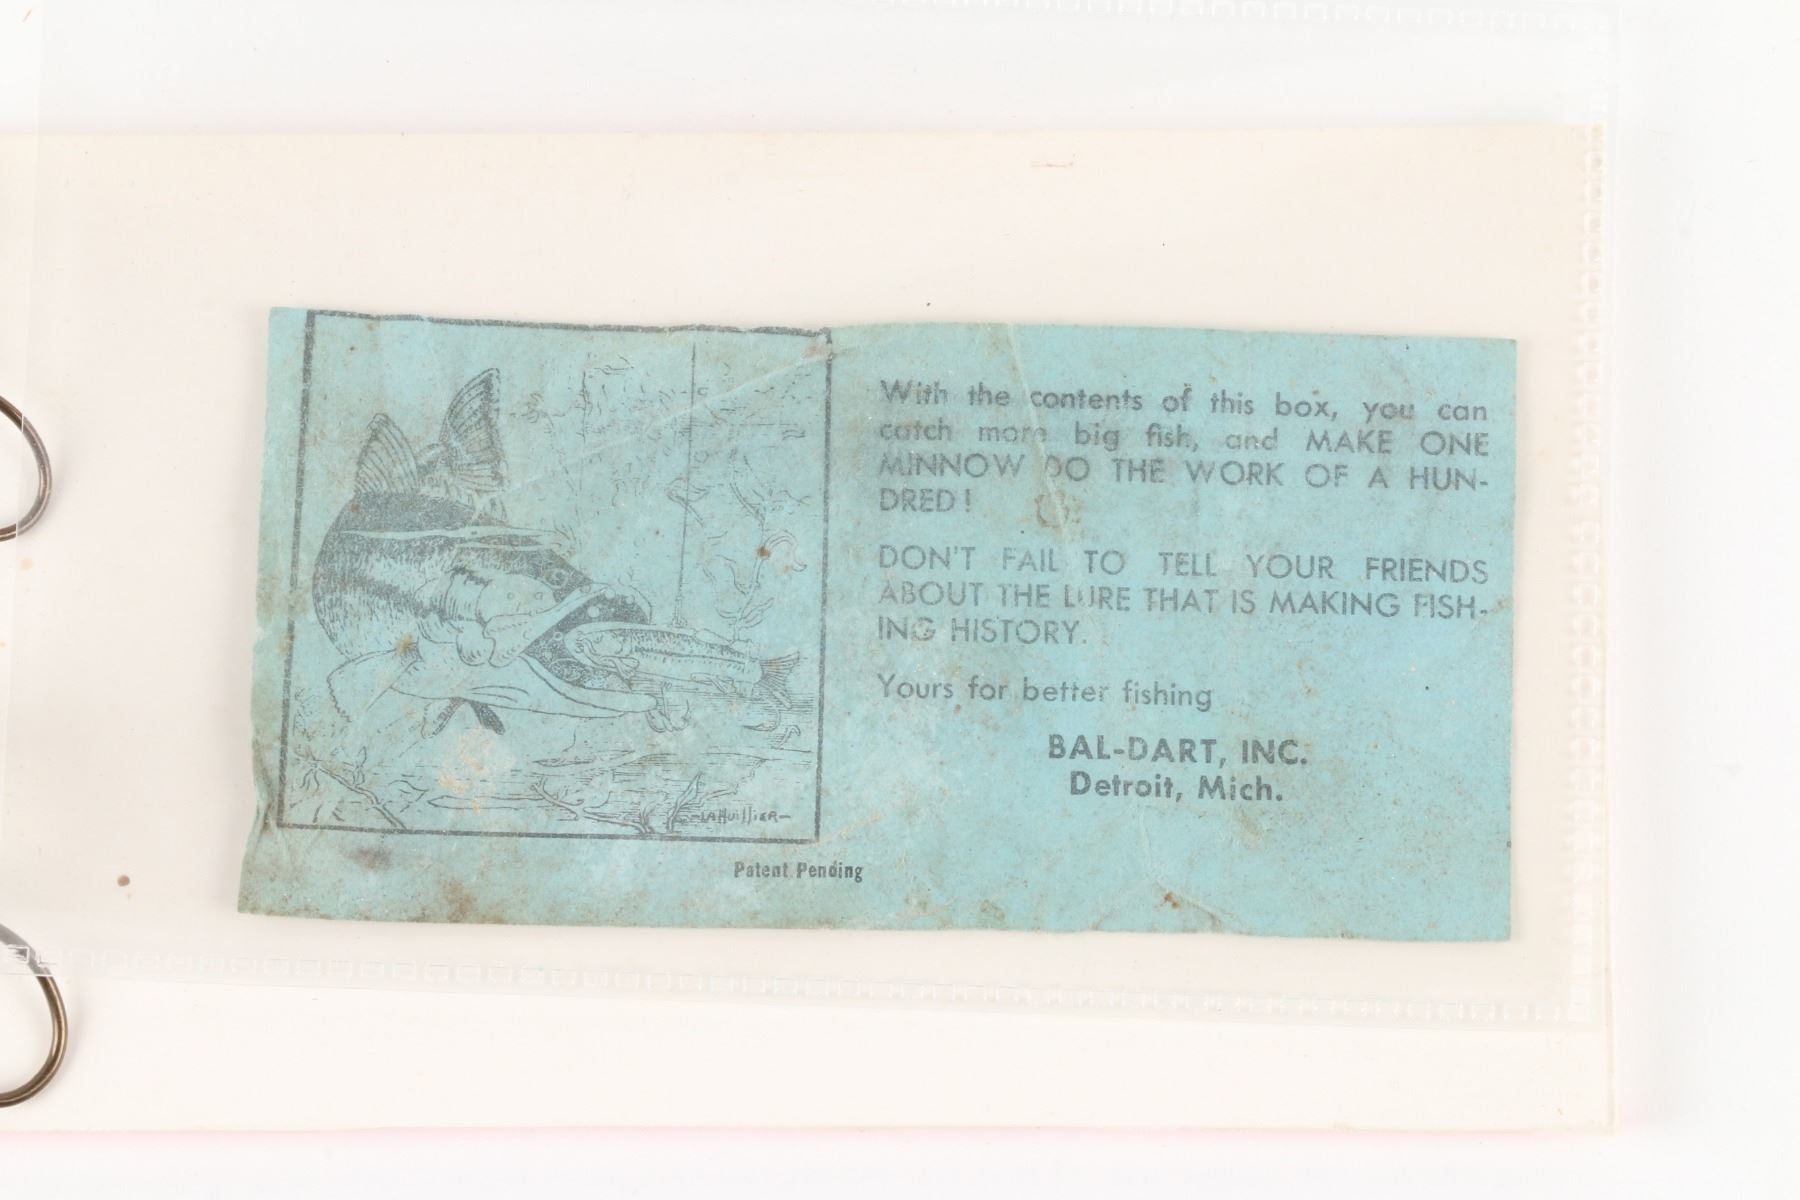 With the contents of this box, you can
catch more big fish, and MAKE ONE
MINNOW DO THE WORK OF A HUN-
DRED!
DON'T FAIL TO TELL YOUR FRIENDS
ABOUT THE LURE THAT IS MAKING FISH-
ING HISTORY.
Yours for better fishing
BAL-DART, INC.
Detroit, Mich.
-LAHUILLIER-
Patent Pending